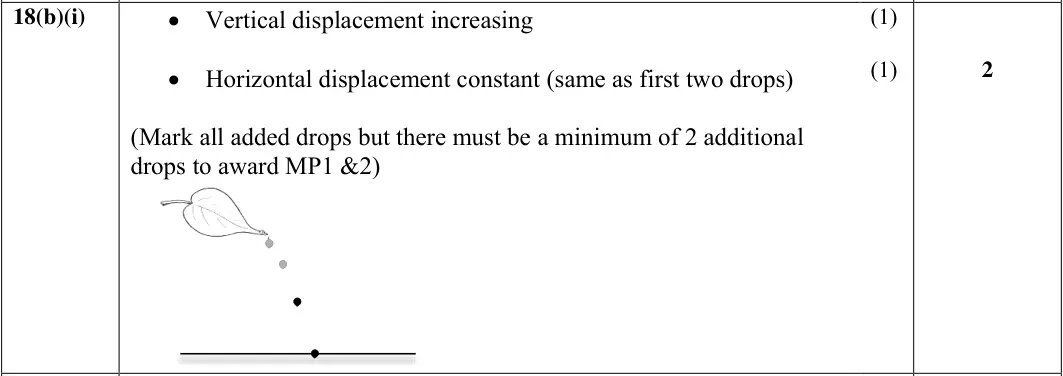 18(b)(i)
• Vertical displacement increasing (1)
• Horizontal displacement constant (same as first two drops) (1) 2
(Mark all added drops but there must be a minimum of 2 additional
drops to award MP1 &2)